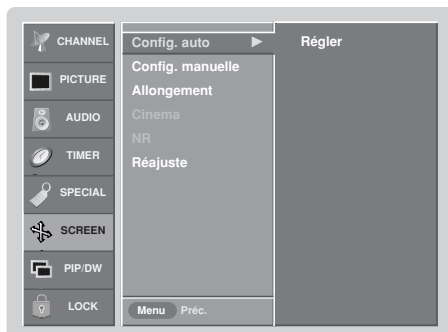 CHANNEL
PICTURE
AUDIO
TIMER
SPECIAL
SCREEN
PIP/DW
LOCK
Config. auto ▶
Config. manuelle
Allongement
Cinema
NR
Réajuste
Menu Préc.
Régler